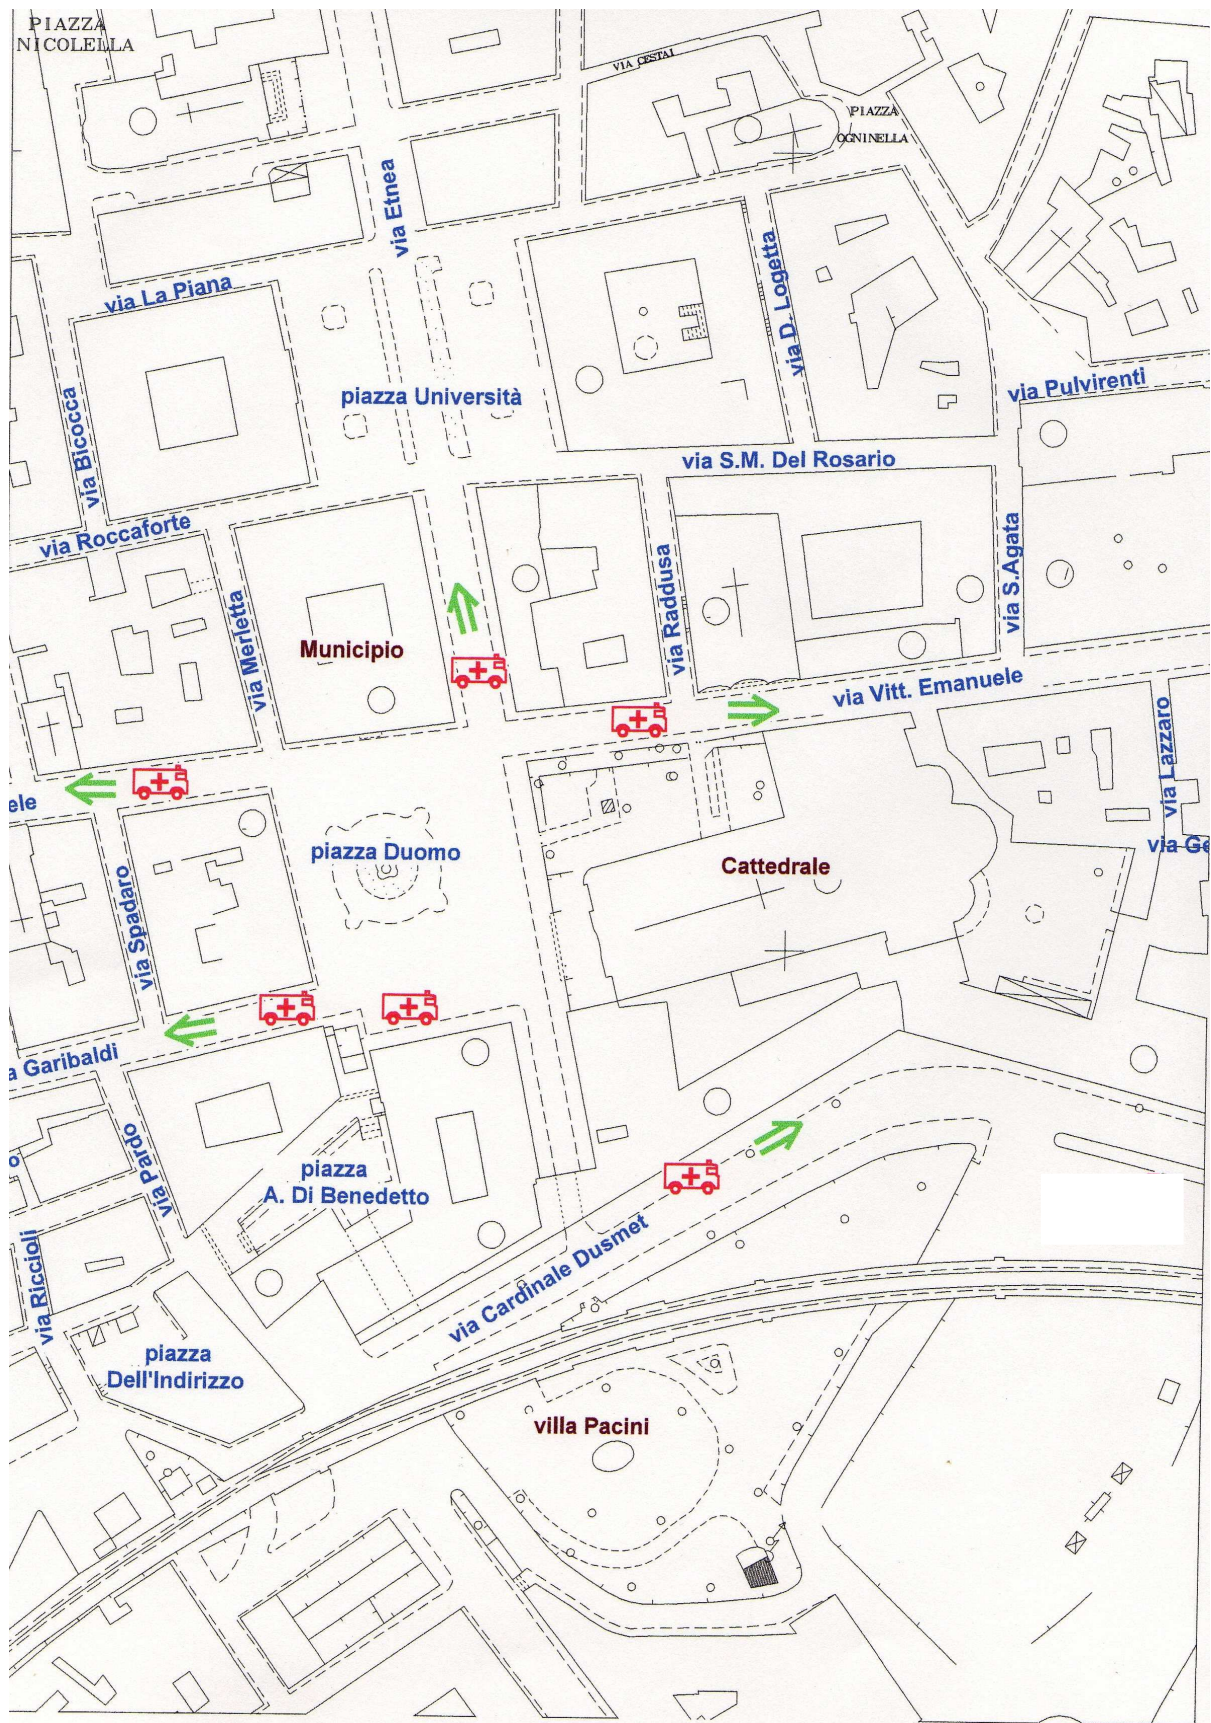 PIAZZA
NICOLELLA
VIA CESTAI
PIAZZA
OGNINELLA
via Etnea
via La Piana
via D. Logetta
via Pulvirenti
piazza Università
via Bicocca
via S.M. Del Rosario
via Roccaforte
via S.Agata
via Raddusa
via Merletta
Municipio
via Vitt. Emanuele
via Lazzaro
ele
via Ge
piazza Duomo
Cattedrale
via Spadaro
a Garibaldi
via Pardo
o
piazza
A. Di Benedetto
via Riccioli
via Cardinale Dusmet
piazza
Dell'Indirizzo
villa Pacini